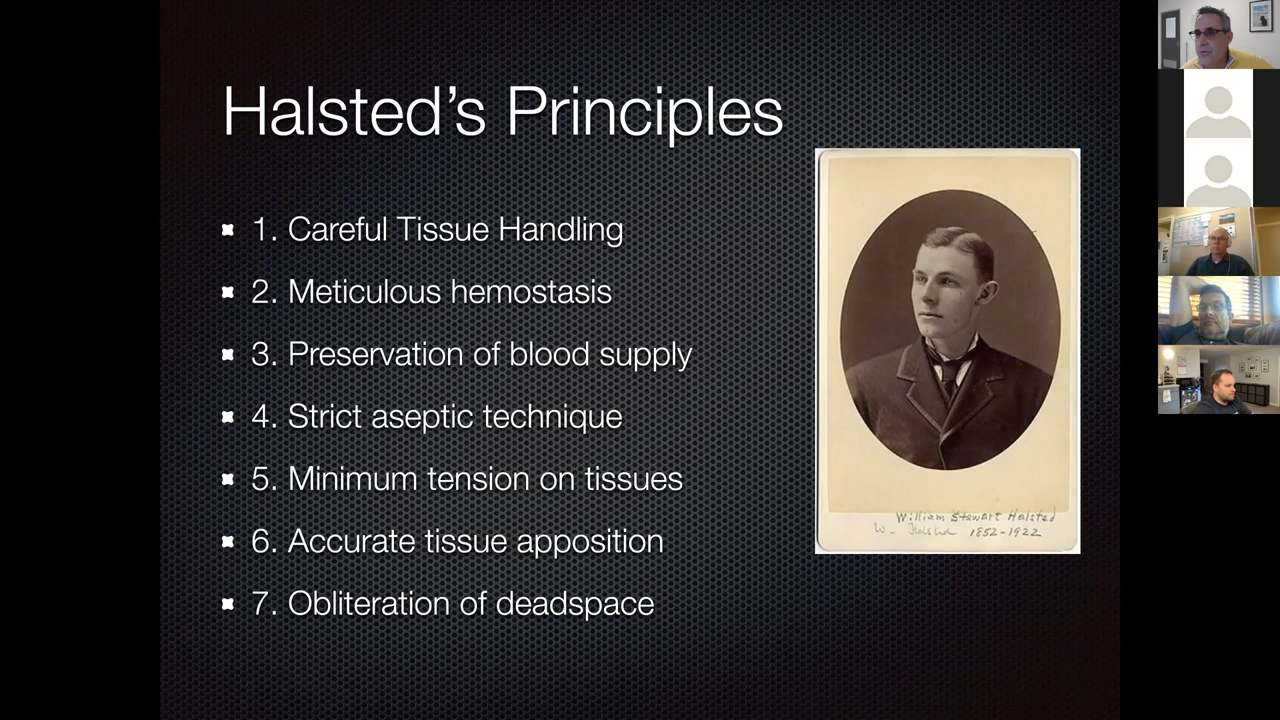 Halsted's Principles
1. Careful Tissue Handling
2. Meticulous hemostasis
3. Preservation of blood supply
4. Strict aseptic technique
5. Minimum tension on tissues
6. Accurate tissue apposition
7. Obliteration of deadspace
William Stewart Halsted
W. Halsted 1852-1922